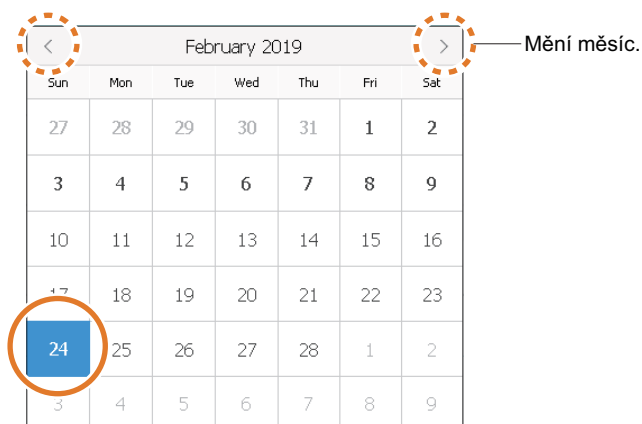 < February 2019 > Mění měsíc.
Sun Mon Tue Wed Thu Fri Sat
27 28 29 30 31 1 2
3 4 5 6 7 8 9
10 11 12 13 14 15 16
17 18 19 20 21 22 23
24 25 26 27 28 1 2
3 4 5 6 7 8 9